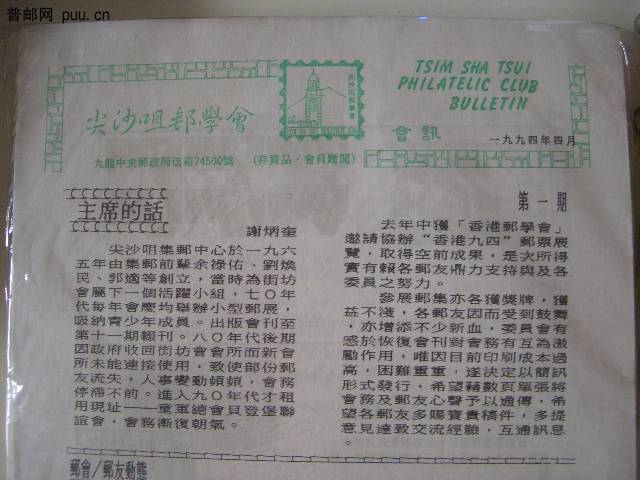 普邮网 puu.cn
尖沙咀郵學會
尖沙咀郵學會
TSIM SHA TSUI
PHILATELIC CLUB
BULLETIN
會訊
一九九四年四月
九龍中央郵政局信箱74500號
(非賣品·會員贈閱)
第一期
主席的話
謝炳奎
尖沙咀集郵中心於一九六
五年由集郵前輩余祿佑、劉煥
民、郭適等創立,當時為街坊
會屬下一個活躍小組,七○年
代每年會慶均舉辦小型郵展,
吸納青少年成員。出版會刊至
第十一期輟刊。八○年代後期
因政府收回街坊會會所而新會
所未能連接使用,致使部份郵
友流失,人事變動頻頻,會務
停滯不前。進入九○年代才租
用現址——童軍總會貝登堡聯
誼會,會務漸復朝氣。
去年中獲「香港郵學會」
邀請協辦“香港九四”郵票展
覽,取得空前成果,是次所得
實有賴各郵友鼎力支持與及各
委員之努力。
參展郵集亦各獲獎牌,獲
益不淺,各郵友因而受到鼓舞
,亦增添不少新血,委員會有
感於恢復會刊對會務有互為激
勵作用,唯因目前印刷成本過
高,困難重重,遂決定以簡訊
形式發行,希望藉數頁單張將
會務及郵友心聲予以通傳,希
望各郵友多賜寶貴稿件,多提
意見達致交流經驗,互通訊息
。
郵會/郵友動態